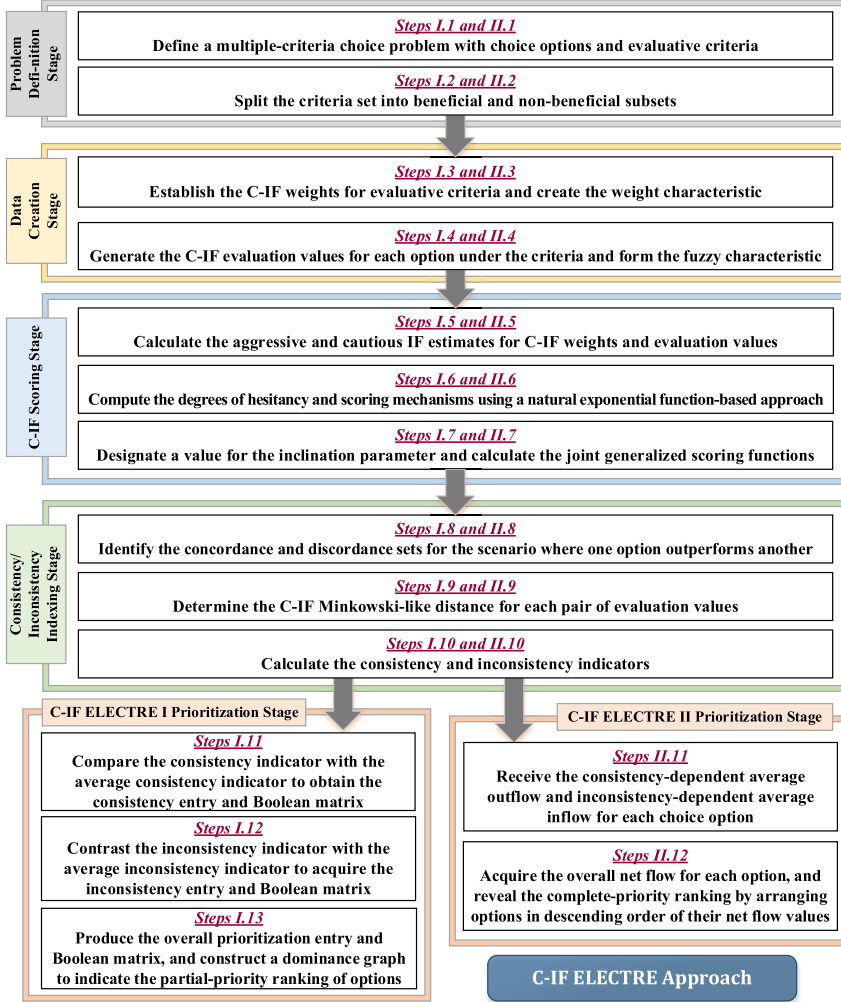 Problem
Defi-nition
Stage
Steps I.1 and II.1
Define a multiple-criteria choice problem with choice options and evaluative criteria
Steps I.2 and II.2
Split the criteria set into beneficial and non-beneficial subsets
Data
Creation
Stage
Steps I.3 and II.3
Establish the C-IF weights for evaluative criteria and create the weight characteristic
Steps I.4 and II.4
Generate the C-IF evaluation values for each option under the criteria and form the fuzzy characteristic
C-IF Scoring Stage
Steps I.5 and II.5
Calculate the aggressive and cautious IF estimates for C-IF weights and evaluation values
Steps I.6 and II.6
Compute the degrees of hesitancy and scoring mechanisms using a natural exponential function-based approach
Steps I.7 and II.7
Designate a value for the inclination parameter and calculate the joint generalized scoring functions
Consistency/
Inconsistency
Indexing Stage
Steps I.8 and II.8
Identify the concordance and discordance sets for the scenario where one option outperforms another
Steps I.9 and II.9
Determine the C-IF Minkowski-like distance for each pair of evaluation values
Steps I.10 and II.10
Calculate the consistency and inconsistency indicators
C-IF ELECTRE I Prioritization Stage
Steps I.11
Compare the consistency indicator with the
average consistency indicator to obtain the
consistency entry and Boolean matrix
Steps I.12
Contrast the inconsistency indicator with the
average inconsistency indicator to acquire the
inconsistency entry and Boolean matrix
Steps I.13
Produce the overall prioritization entry and
Boolean matrix, and construct a dominance graph
to indicate the partial-priority ranking of options
C-IF ELECTRE II Prioritization Stage
Steps II.11
Receive the consistency-dependent average
outflow and inconsistency-dependent average
inflow for each choice option
Steps II.12
Acquire the overall net flow for each option, and
reveal the complete-priority ranking by arranging
options in descending order of their net flow values
C-IF ELECTRE Approach